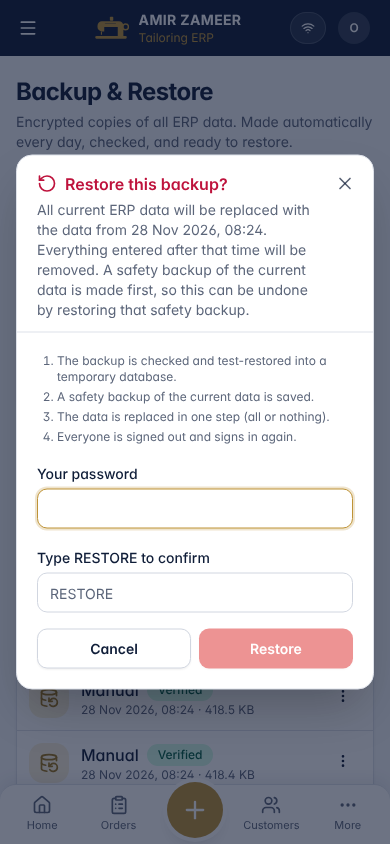 AMIR ZAMEER
Tailoring ERP
O
Backup & Restore
Encrypted copies of all ERP data. Made automatically
every day, checked, and ready to restore.
Restore this backup?
All current ERP data will be replaced with
the data from 28 Nov 2026, 08:24.
Everything entered after that time will be
removed. A safety backup of the current
data is made first, so this can be undone
by restoring that safety backup.
1. The backup is checked and test-restored into a
temporary database.
2. A safety backup of the current data is saved.
3. The data is replaced in one step (all or nothing).
4. Everyone is signed out and signs in again.
Your password
Type RESTORE to confirm
RESTORE
Cancel Restore
Manual Verified
28 Nov 2026, 08:24 · 418.5 KB
Manual Verified
28 Nov 2026, 08:24 · 418.4 KB
Home Orders Customers More